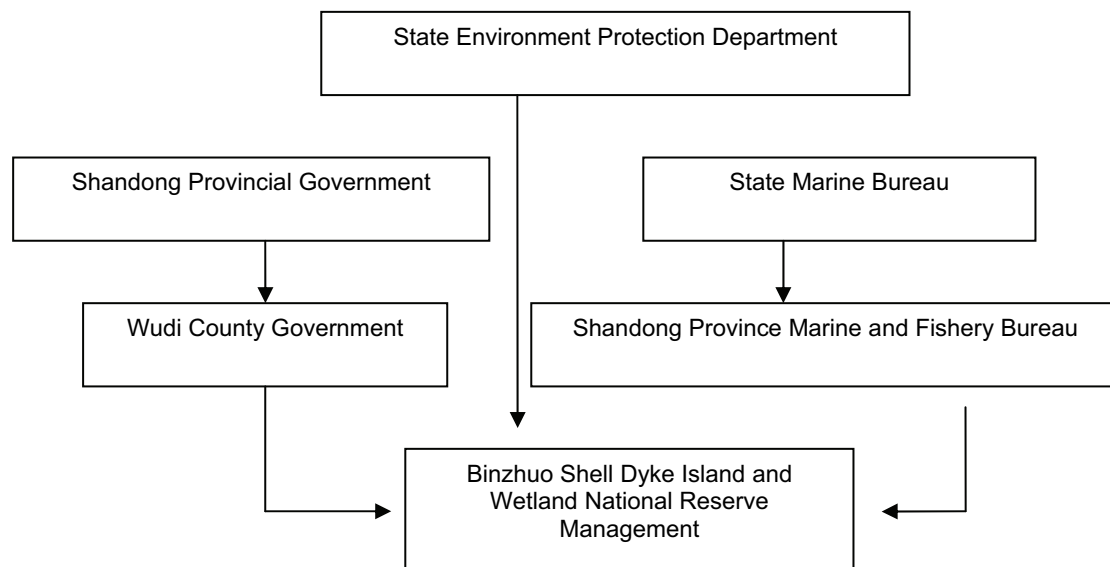 State Environment Protection Department
Shandong Provincial Government
State Marine Bureau
Wudi County Government
Shandong Province Marine and Fishery Bureau
Binzhuo Shell Dyke Island and
Wetland National Reserve
Management